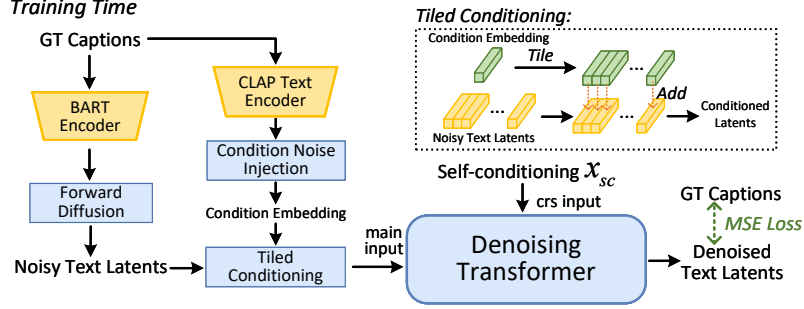 Training Time
GT Captions
BART
Encoder
CLAP Text
Encoder
Condition Noise
Injection
Forward
Diffusion
Condition Embedding
Noisy Text Latents
Tiled
Conditioning
main
input
Tiled Conditioning:
Condition Embedding
Tile
...
Add
Noisy Text Latents
...
...
Conditioned
Latents
Self-conditioning x_sc
crs input
Denoising
Transformer
GT Captions
MSE Loss
Denoised
Text Latents